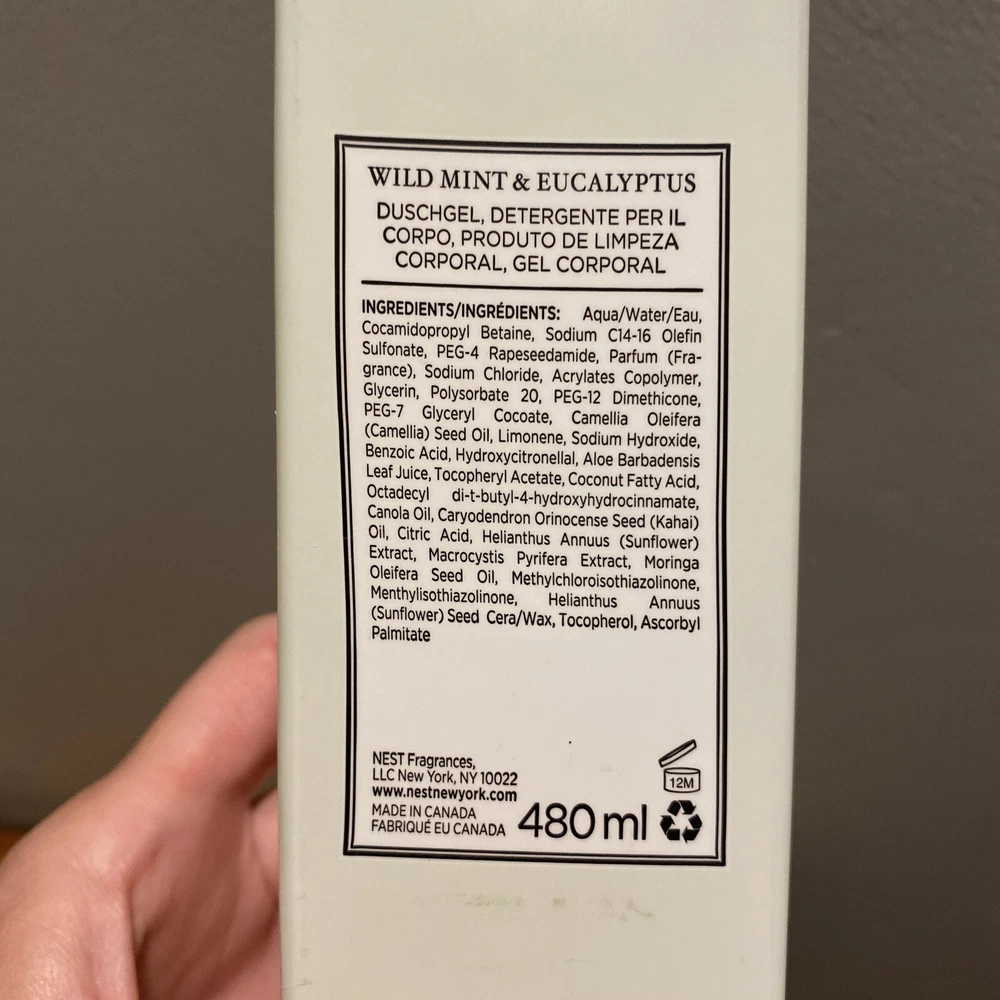 WILD MINT & EUCALYPTUS
DUSCHGEL, DETERGENTE PER IL
CORPO, PRODUTO DE LIMPEZA
CORPORAL, GEL CORPORAL
INGREDIENTS/INGRÉDIENTS: Aqua/Water/Eau,
Cocamidopropyl Betaine, Sodium C14-16 Olefin
Sulfonate, PEG-4 Rapeseedamide, Parfum (Fra-
grance), Sodium Chloride, Acrylates Copolymer,
Glycerin, Polysorbate 20, PEG-12 Dimethicone,
PEG-7 Glyceryl Cocoate, Camellia Oleifera
(Camellia) Seed Oil, Limonene, Sodium Hydroxide,
Benzoic Acid, Hydroxycitronellal, Aloe Barbadensis
Leaf Juice, Tocopheryl Acetate, Coconut Fatty Acid,
Octadecyl di-t-butyl-4-hydroxyhydrocinnamate,
Canola Oil, Caryodendron Orinocense Seed (Kahai)
Oil, Citric Acid, Helianthus Annuus (Sunflower)
Extract, Macrocystis Pyrifera Extract, Moringa
Oleifera Seed Oil, Methylchloroisothiazolinone,
Menthylisothiazolinone, Helianthus Annuus
(Sunflower) Seed Cera/Wax, Tocopherol, Ascorbyl
Palmitate
NEST Fragrances,
LLC New York, NY 10022
www.nestnewyork.com
MADE IN CANADA
FABRIQUÉ EU CANADA
480 ml
12M